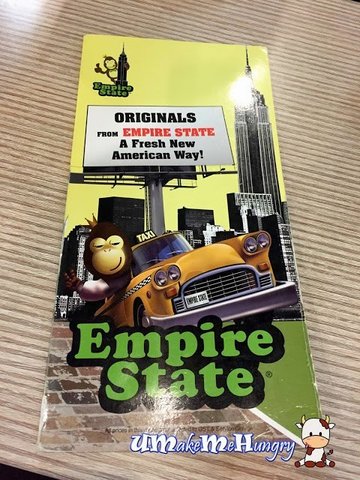 Empire
State
ORIGINALS
FROM EMPIRE STATE
A Fresh New
American Way!
TAXI
EMPIRE STATE
Empire
State®
UMakeMeHungry